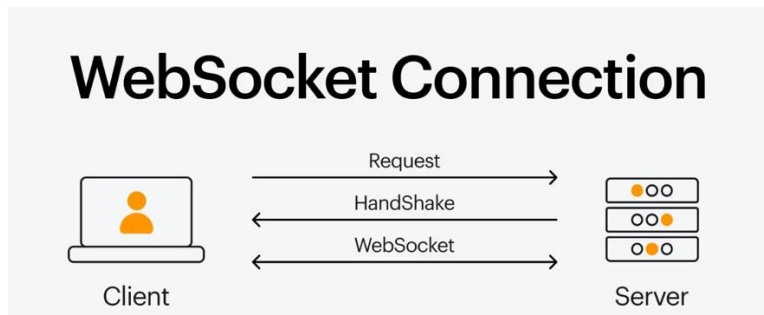 WebSocket Connection
Request
HandShake
WebSocket
Client
Server